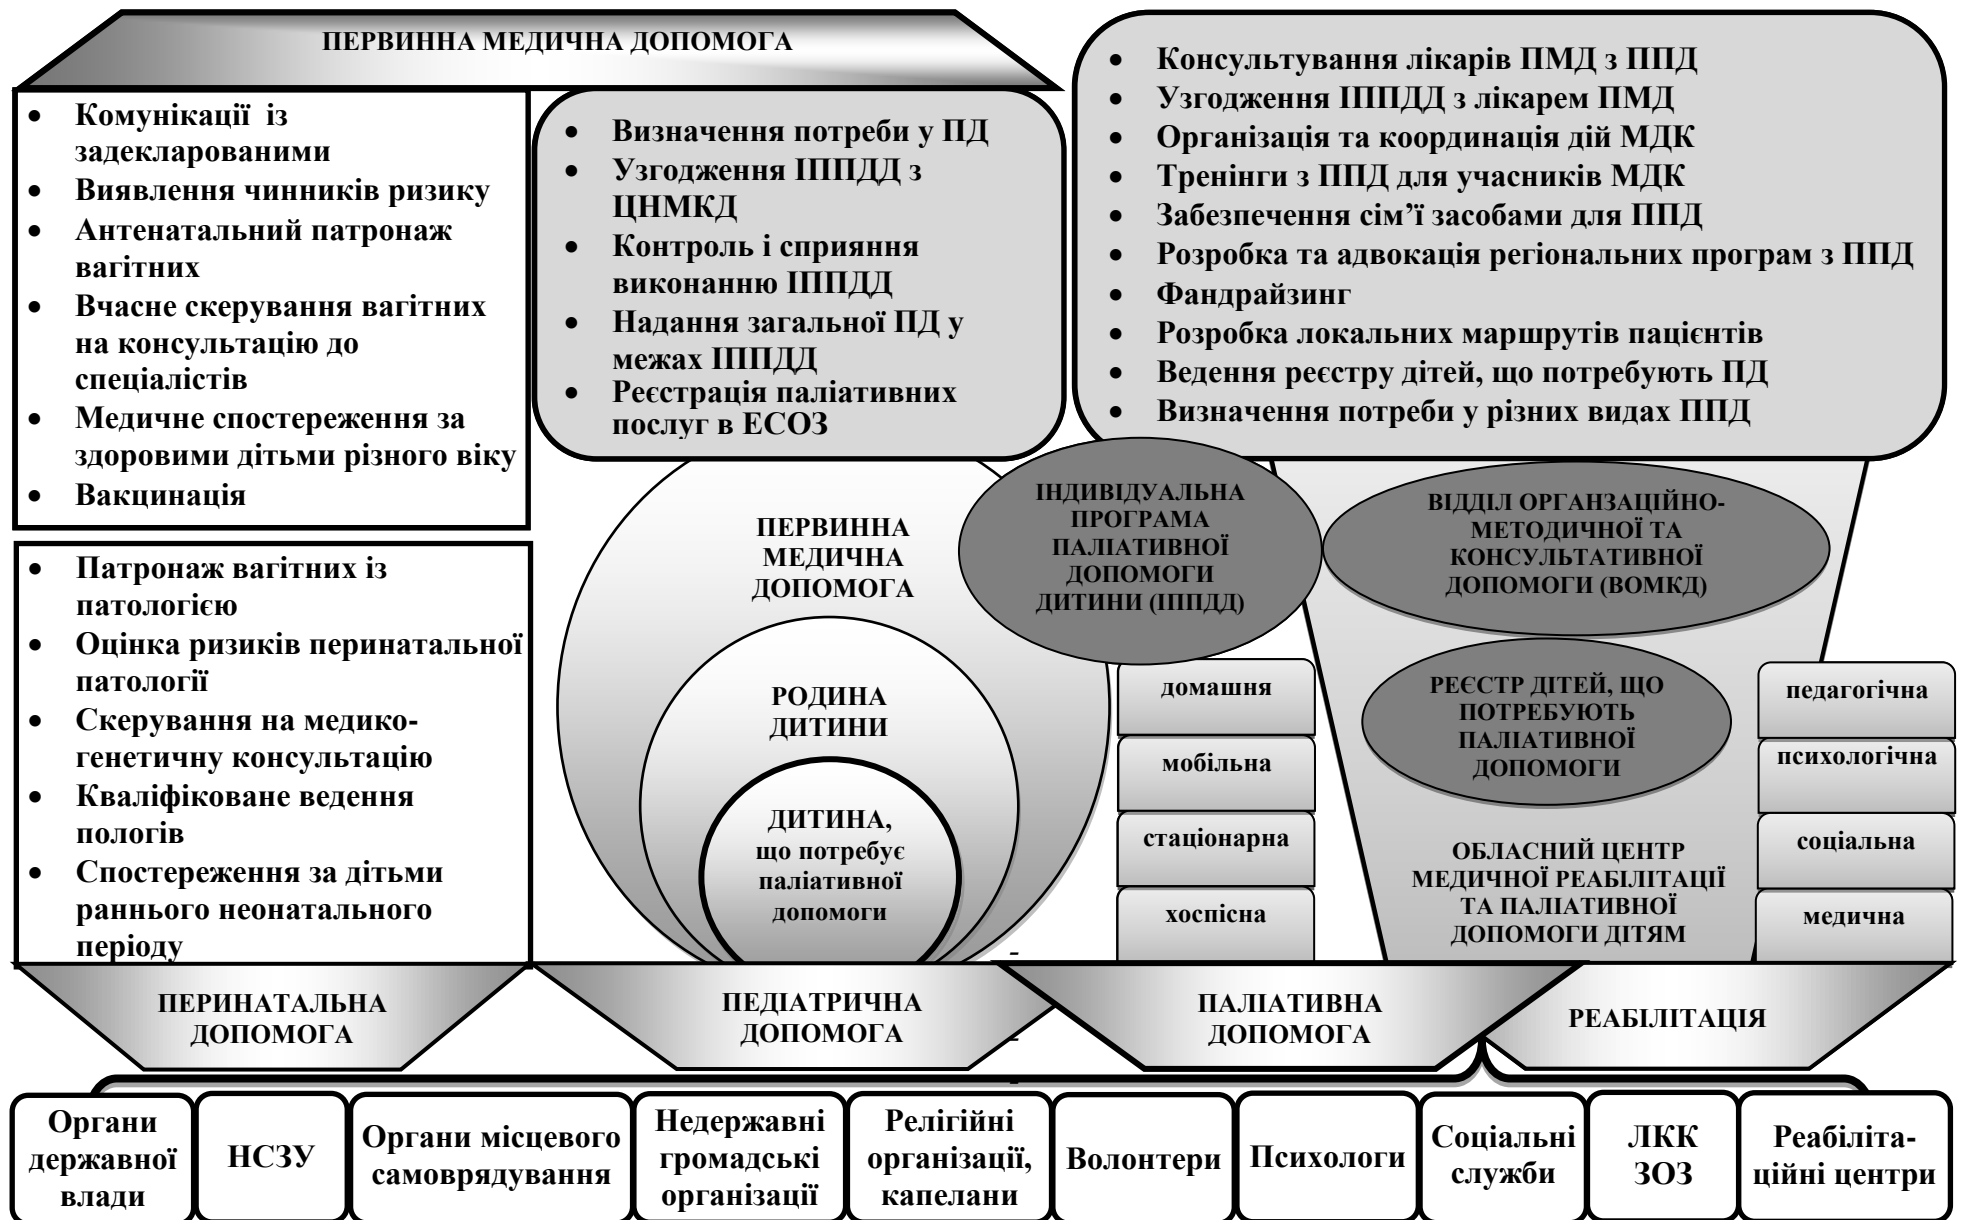 ПЕРВИННА МЕДИЧНА ДОПОМОГА
• Комунікації із
задекларованими
• Виявлення чинників ризику
• Антенатальний патронаж
вагітних
• Вчасне скерування вагітних
на консультацію до
спеціалістів
• Медичне спостереження за
здоровими дітьми різного віку
• Вакцинація
• Визначення потреби у ПД
• Узгодження ІППДД з
ЦНМКД
• Контроль і сприяння
виконанню ІППДД
• Надання загальної ПД у
межах ІППДД
• Реєстрація паліативних
послуг в ЕСОЗ
• Консультування лікарів ПМД з ППД
• Узгодження ІППДД з лікарем ПМД
• Організація та координація дій МДК
• Тренінги з ППД для учасників МДК
• Забезпечення сім’ї засобами для ППД
• Розробка та адвокація регіональних програм з ППД
• Фандрайзинг
• Розробка локальних маршрутів пацієнтів
• Ведення реєстру дітей, що потребують ПД
• Визначення потреби у різних видах ППД
• Патронаж вагітних із
патологією
• Оцінка ризиків перинатальної
патології
• Скерування на медико-
генетичну консультацію
• Кваліфіковане ведення
пологів
• Спостереження за дітьми
раннього неонатального
періоду
ПЕРВИННА
МЕДИЧНА
ДОПОМОГА
РОДИНА
ДИТИНИ
ДИТИНА,
що потребує
паліативної
допомоги
ІНДИВІДУАЛЬНА
ПРОГРАМА
ПАЛІАТИВНОЇ
ДОПОМОГИ
ДИТИНИ (ІППДД)
домашня
мобільна
стаціонарна
хоспісна
ВІДДІЛ ОРГАНЗАЦІЙНО-
МЕТОДИЧНОЇ ТА
КОНСУЛЬТАТИВНОЇ
ДОПОМОГИ (ВОМКД)
РЕЄСТР ДІТЕЙ, ЩО
ПОТРЕБУЮТЬ
ПАЛІАТИВНОЇ
ДОПОМОГИ
ОБЛАСНИЙ ЦЕНТР
МЕДИЧНОЇ РЕАБІЛІТАЦІЇ
ТА ПАЛІАТИВНОЇ
ДОПОМОГИ ДІТЯМ
педагогічна
психологічна
соціальна
медична
ПЕРИНАТАЛЬНА
ДОПОМОГА
ПЕДІАТРИЧНА
ДОПОМОГА
ПАЛІАТИВНА
ДОПОМОГА
РЕАБІЛІТАЦІЯ
Органи
державної
влади
НСЗУ
Органи місцевого
самоврядування
Недержавні
громадські
організації
Релігійні
організації,
капелани
Волонтери
Психологи
Соціальні
служби
ЛКК
ЗОЗ
Реабіліта-
ційні центри